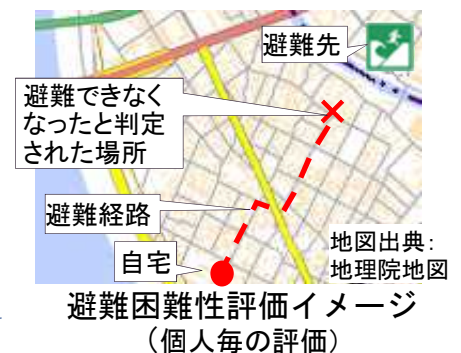 避難先
避難できなく
なったと判定
された場所
避難経路
自宅
地図出典：
地理院地図
避難困難性評価イメージ
（個人毎の評価）